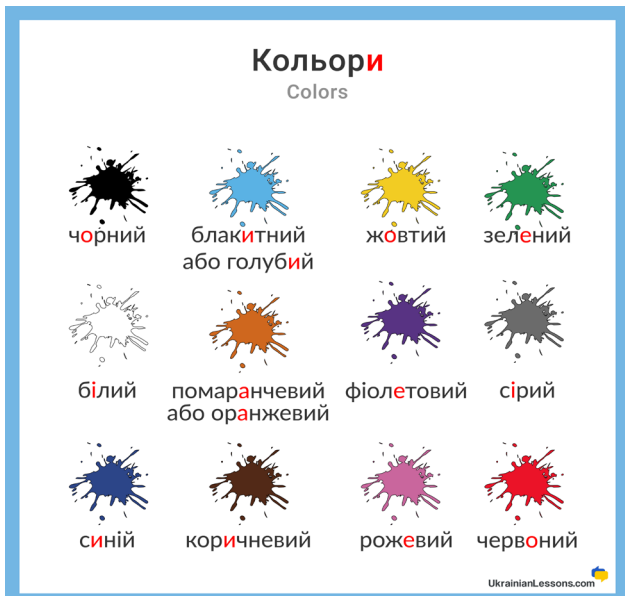 Кольори
Colors
чорний
блакитний
або голубий
жовтий
зелений
білий
помаранчевий
або оранжевий
фіолетовий
сірий
синій
коричневий
рожевий
червоний
UkrainianLessons.com